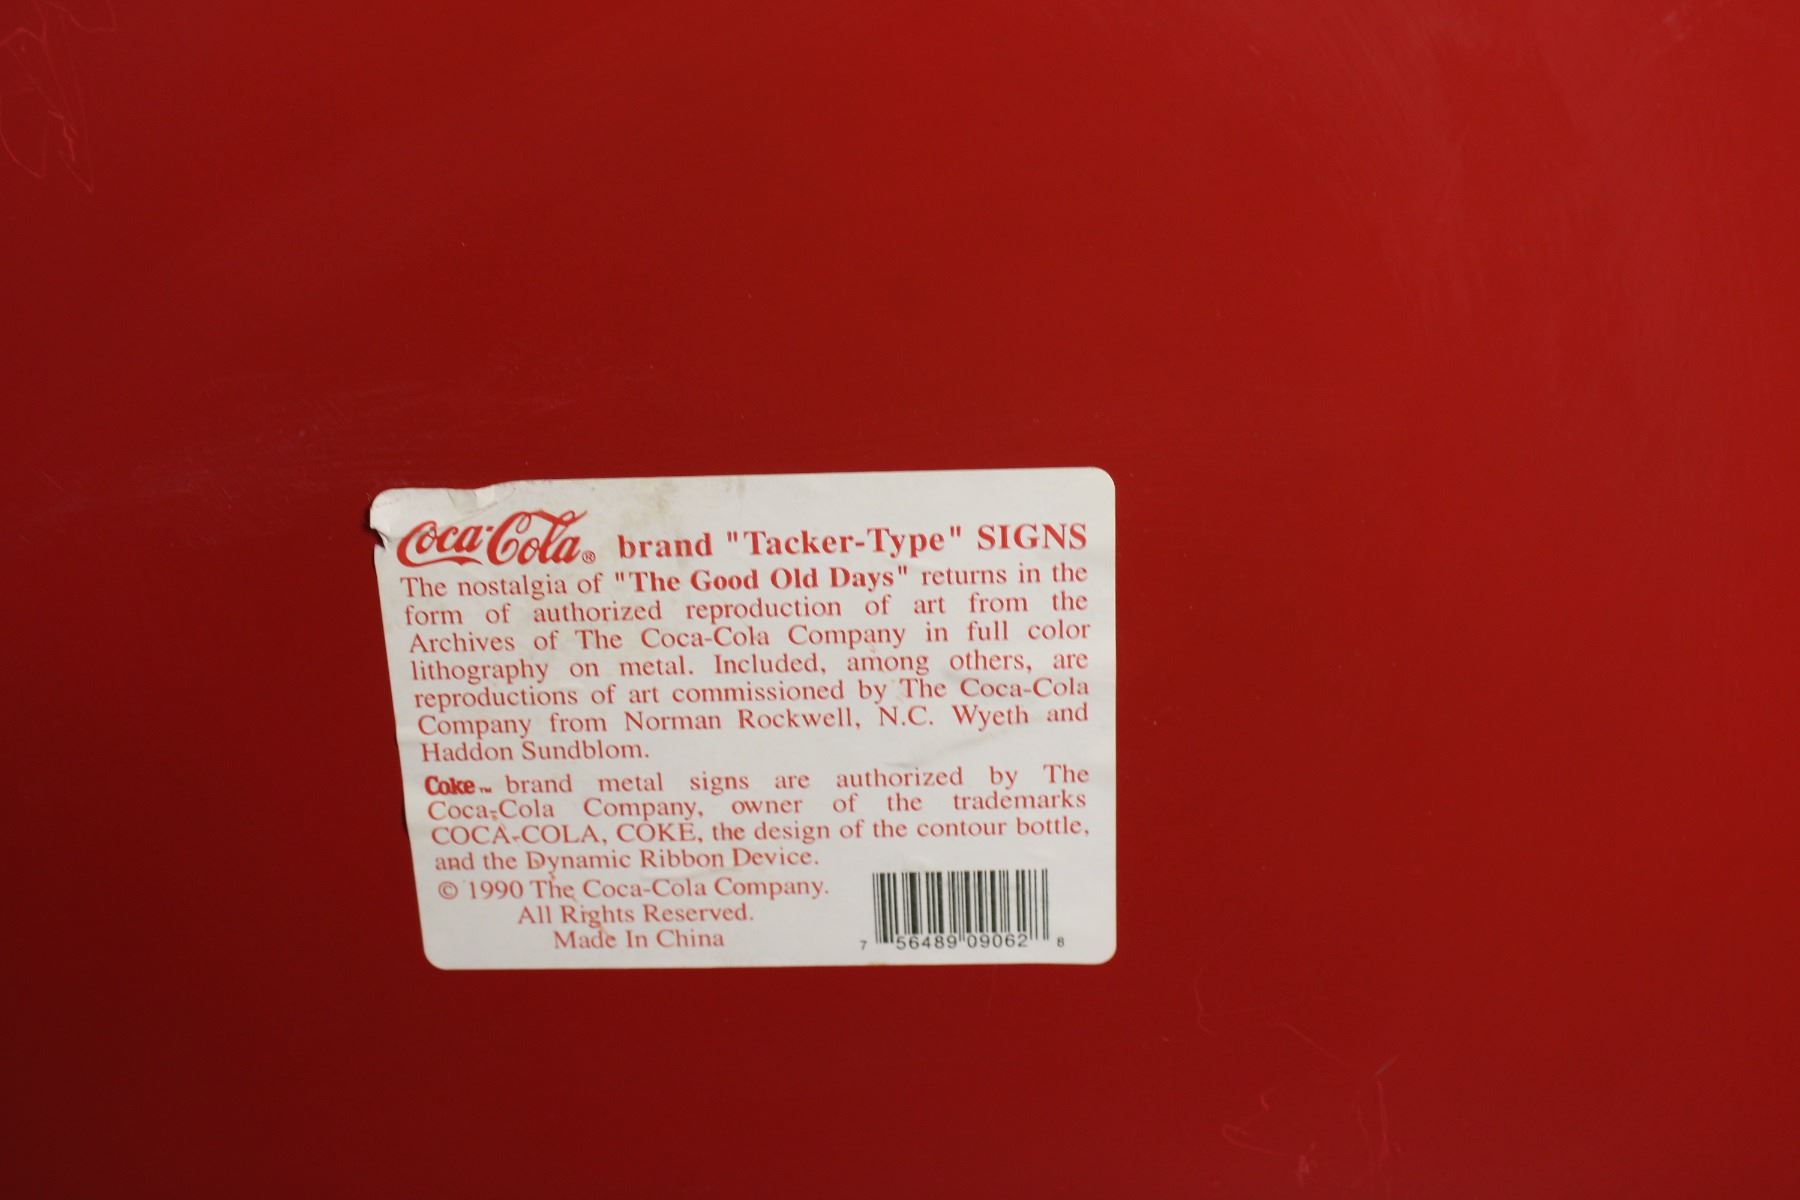 Coca-Cola® brand "Tacker-Type" SIGNS
The nostalgia of "The Good Old Days" returns in the
form of authorized reproduction of art from the
Archives of The Coca-Cola Company in full color
lithography on metal. Included, among others, are
reproductions of art commissioned by The Coca-Cola
Company from Norman Rockwell, N.C. Wyeth and
Haddon Sundblom.
Coke™ brand metal signs are authorized by The
Coca-Cola Company, owner of the trademarks
COCA-COLA, COKE, the design of the contour bottle,
and the Dynamic Ribbon Device.
© 1990 The Coca-Cola Company.
All Rights Reserved.
Made In China
7 56489 09062 8